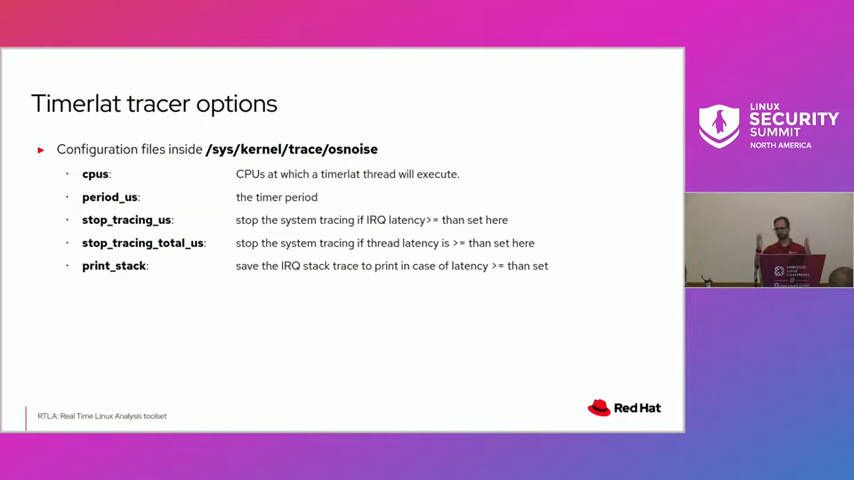 Timerlat tracer options
► Configuration files inside /sys/kernel/trace/osnoise
· cpus: CPUs at which a timerlat thread will execute.
· period_us: the timer period
· stop_tracing_us: stop the system tracing if IRQ latency>= than set here
· stop_tracing_total_us: stop the system tracing if thread latency is >= than set here
· print_stack: save the IRQ stack trace to print in case of latency >= than set
RTLA: Real Time Linux Analysis toolset
Red Hat
LINUX
SECURITY
SUMMIT
NORTH AMERICA